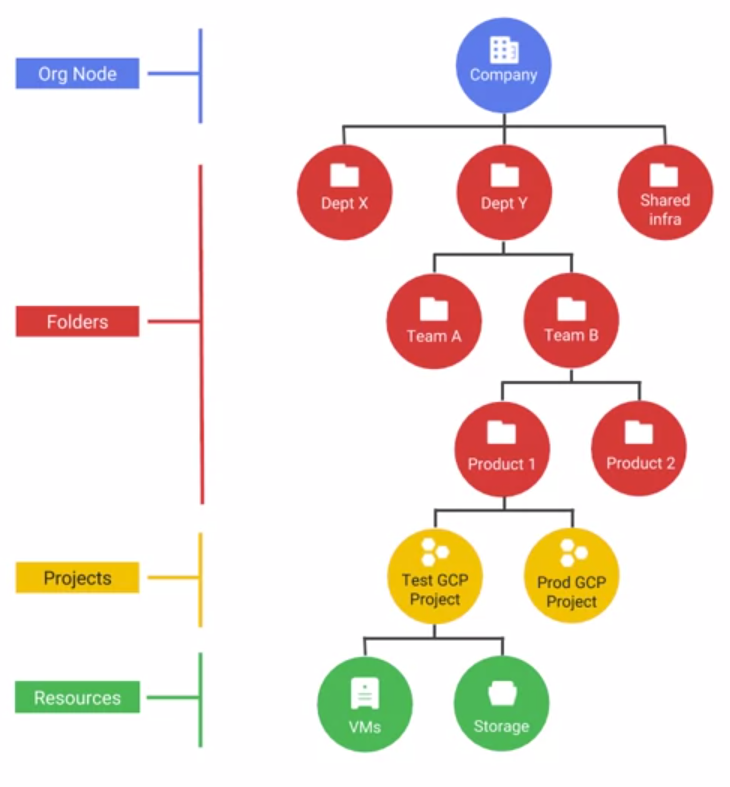 Org Node
Company
Dept X
Dept Y
Shared
infra
Folders
Team A
Team B
Product 1
Product 2
Projects
Test GCP
Project
Prod GCP
Project
Resources
VMs
Storage